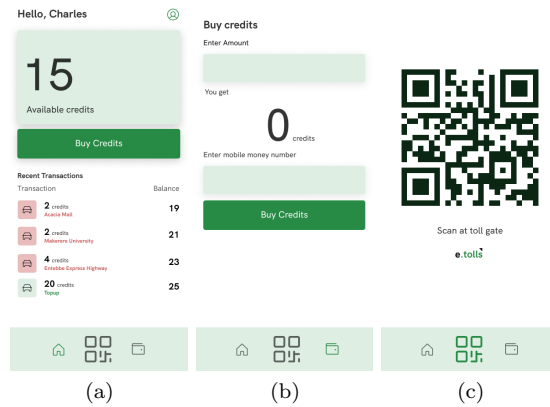 Hello, Charles
15
Available credits
Buy Credits
Recent Transactions
Transaction Balance
2 credits 19
Acacia Mall
2 credits 21
Makerere University
4 credits 23
Entebbe Express Highway
20 credits 25
Topup
(a)
Buy credits
Enter Amount
You get
0 credits
Enter mobile money number
Buy Credits
(b)
Scan at toll gate
e.tolls
(c)